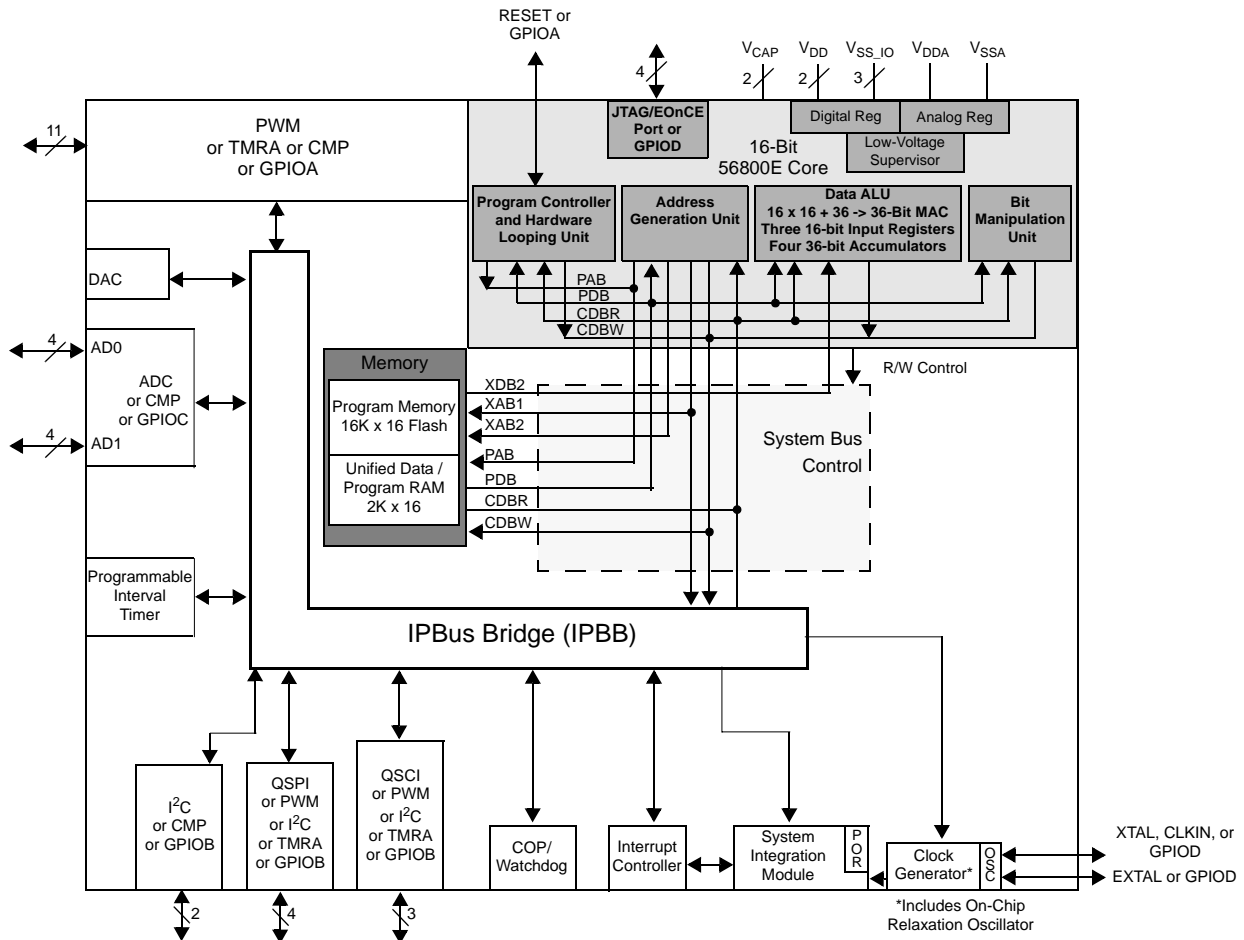 RESET or
GPIOA
4
V_CAP
V_DD
V_SS_IO
V_DDA
V_SSA
2
2
3
11
PWM
or TMRA or CMP
or GPIOA
JTAG/EOnCE
Port or
GPIOD
Digital Reg
Analog Reg
Low-Voltage
Supervisor
16-Bit
56800E Core
Program Controller
and Hardware
Looping Unit
Address
Generation Unit
Data ALU
16 x 16 + 36 -> 36-Bit MAC
Three 16-bit Input Registers
Four 36-bit Accumulators
Bit
Manipulation
Unit
PAB
PDB
CDBR
CDBW
DAC
4
AD0
ADC
or CMP
or GPIOC
4
AD1
Memory
Program Memory
16K x 16 Flash
Unified Data /
Program RAM
2K x 16
R/W Control
XDB2
XAB1
XAB2
PAB
PDB
CDBR
CDBW
System Bus
Control
Programmable
Interval
Timer
IPBus Bridge (IPBB)
I²C
or CMP
or GPIOB
2
QSPI
or PWM
or I²C
or TMRA
or GPIOB
4
QSCI
or PWM
or I²C
or TMRA
or GPIOB
3
COP/
Watchdog
Interrupt
Controller
System
Integration
Module
POR
Clock
Generator*
OSC
XTAL, CLKIN, or
GPIOD
EXTAL or GPIOD
*Includes On-Chip
Relaxation Oscillator